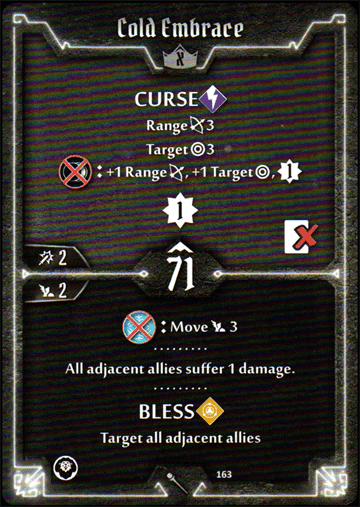 Cold Embrace
X
CURSE
Range 3
Target 3
: +1 Range , +1 Target , 1
1
2
71
2
: Move 3
All adjacent allies suffer 1 damage.
BLESS
Target all adjacent allies
163